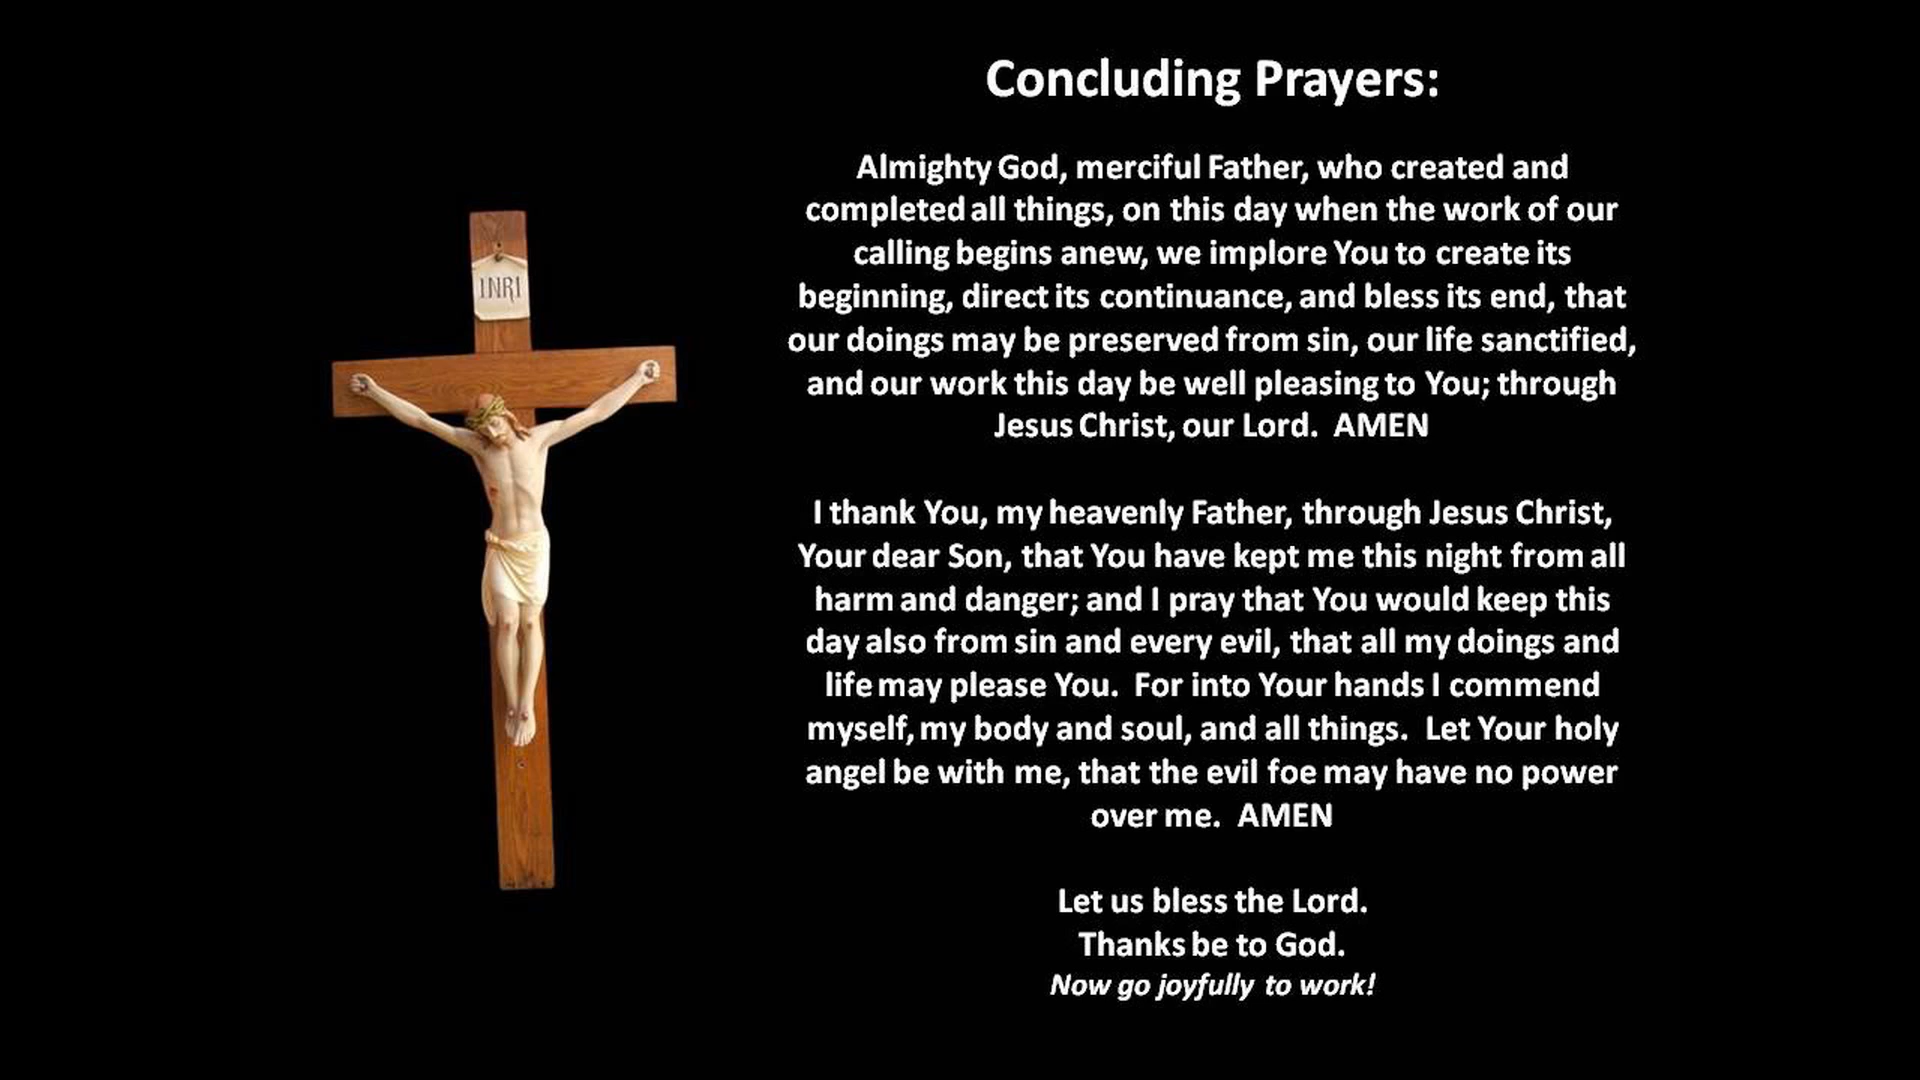 Concluding Prayers:
INRI
Almighty God, merciful Father, who created and
completed all things, on this day when the work of our
calling begins anew, we implore You to create its
beginning, direct its continuance, and bless its end, that
our doings may be preserved from sin, our life sanctified,
and our work this day be well pleasing to You; through
Jesus Christ, our Lord.  AMEN
I thank You, my heavenly Father, through Jesus Christ,
Your dear Son, that You have kept me this night from all
harm and danger; and I pray that You would keep this
day also from sin and every evil, that all my doings and
life may please You.  For into Your hands I commend
myself, my body and soul, and all things.  Let Your holy
angel be with me, that the evil foe may have no power
over me.  AMEN
Let us bless the Lord.
Thanks be to God.
Now go joyfully to work!